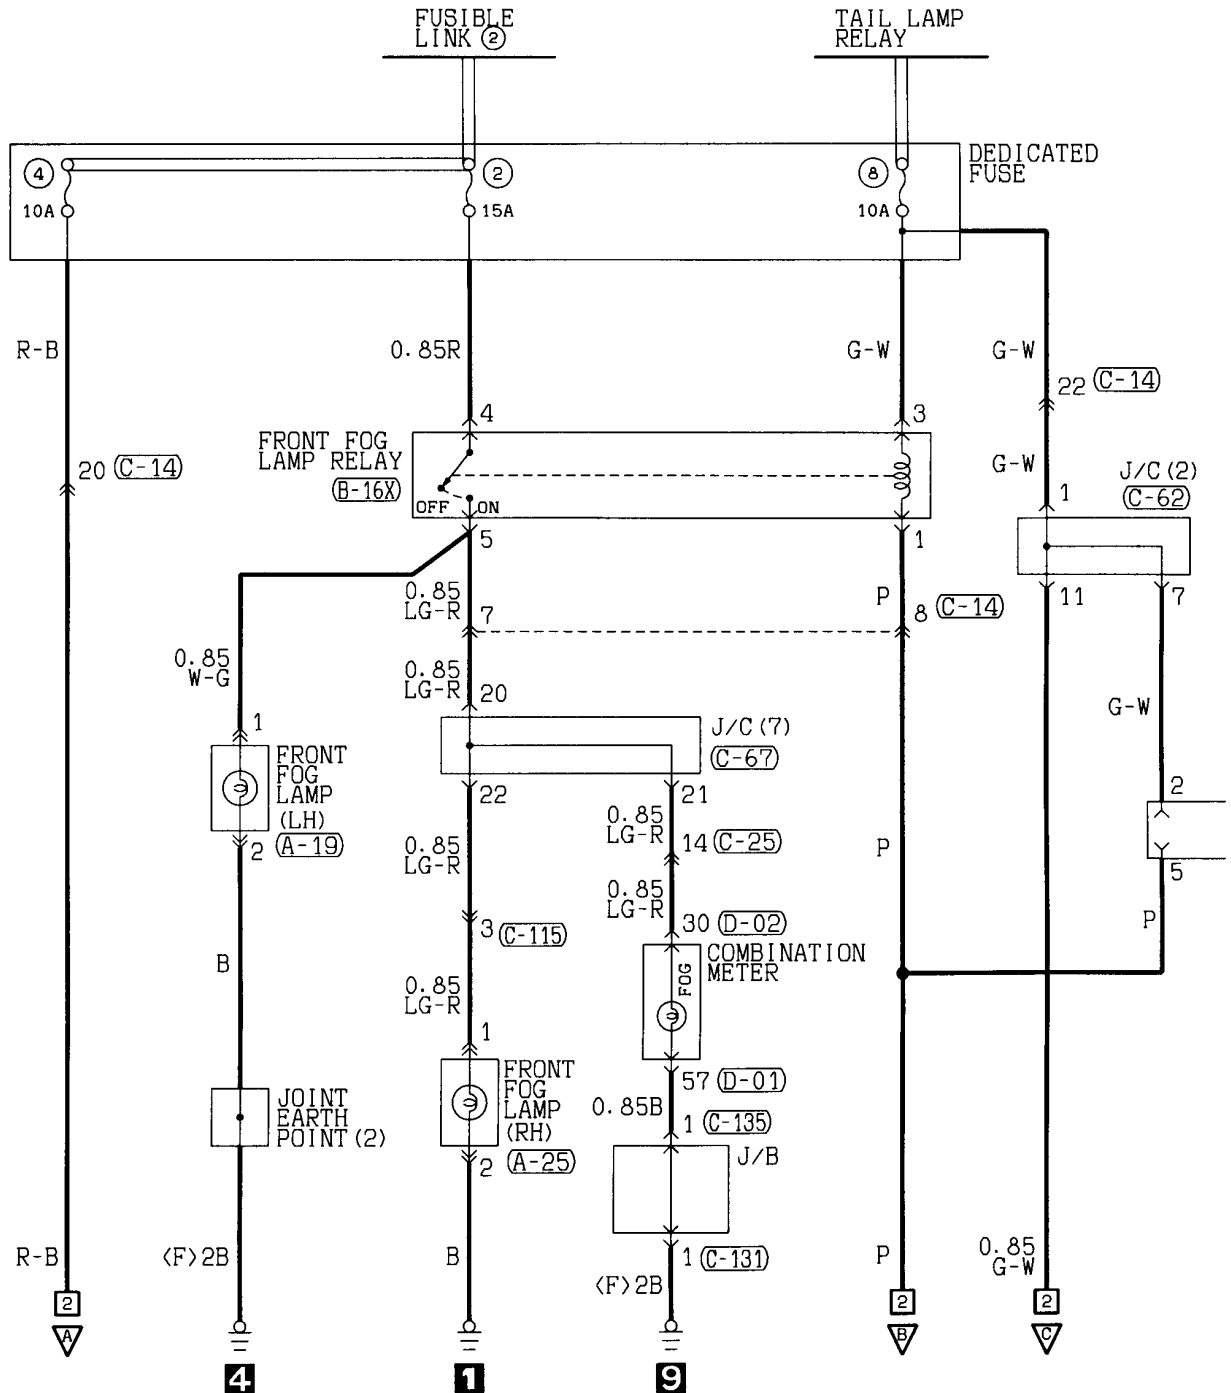 FUSIBLE
LINK ②
TAIL LAMP
RELAY
DEDICATED
FUSE
4
10A
2
15A
8
10A
R-B
0.85R
G-W
G-W
22 C-14
4
3
FRONT FOG
LAMP RELAY
B-16X
OFF ON
20 C-14
G-W
J/C(2)
C-62
1
5
1
0.85
LG-R
7
P
8 C-14
11
7
0.85
W-G
0.85
LG-R
20
J/C(7)
C-67
G-W
1
FRONT
FOG
LAMP
(LH)
A-19
2
22
21
0.85
LG-R
14 C-25
0.85
LG-R
P
2
5
P
0.85
LG-R
30 D-02
3 C-115
COMBINATION
METER
FOG
B
0.85
LG-R
1
FRONT
FOG
LAMP
(RH)
A-25
2
57 D-01
0.85B
1 C-135
J/B
JOINT
EARTH
POINT(2)
R-B
<F>2B
B
1 C-131
<F>2B
P
0.85
G-W
2
A
2
B
2
C
4
1
9